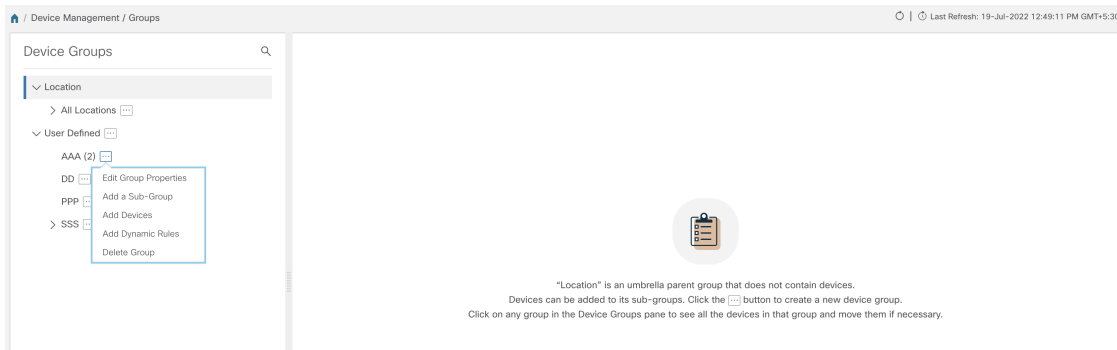 / Device Management / Groups
Last Refresh: 19-Jul-2022 12:49:11 PM GMT+5:30
Device Groups
Location
All Locations
User Defined
AAA (2)
DD
PPP
SSS
Edit Group Properties
Add a Sub-Group
Add Devices
Add Dynamic Rules
Delete Group
"Location" is an umbrella parent group that does not contain devices.
Devices can be added to its sub-groups. Click the ... button to create a new device group.
Click on any group in the Device Groups pane to see all the devices in that group and move them if necessary.